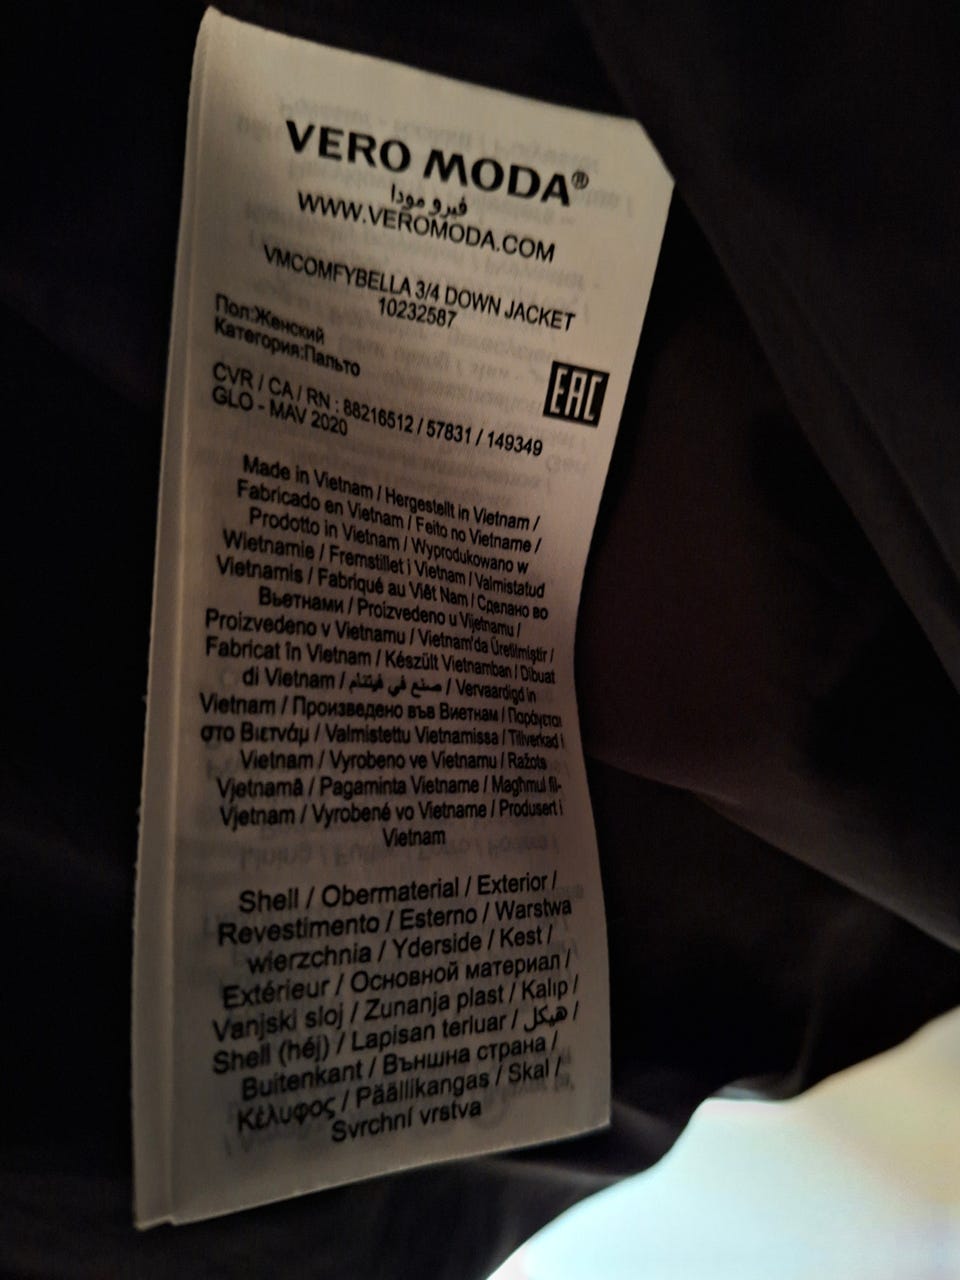 VERO MODA®
فيرو مودا
WWW.VEROMODA.COM
VMCOMFYBELLA 3/4 DOWN JACKET
10232587
Пол:Женский
Категория:Пальто
EAC
CVR / CA / RN : 88216512 / 57831 / 149349
GLO - MAV 2020
Made in Vietnam / Hergestellt in Vietnam /
Fabricado en Vietnam / Feito no Vietname /
Prodotto in Vietnam / Wyprodukowano w
Wietnamie / Fremstillet i Vietnam / Valmistatud
Vietnamis / Fabriqué au Viêt Nam / Сделано во
Вьетнами / Proizvedeno u Vijetnamu /
Proizvedeno v Vietnamu / Vietnam'da Üretilmiştir /
Fabricat în Vietnam / Készült Vietnamban / Dibuat
di Vietnam / صنع في فيتنام / Vervaardigd in
Vietnam / Произведено във Виетнам / Παράγεται
στο Βιετνάμ / Valmistettu Vietnamissa / Tillverkad i
Vietnam / Vyrobeno ve Vietnamu / Ražots
Vjetnamā / Pagaminta Vietname / Magħmul fil-
Vjetnam / Vyrobené vo Vietname / Produsert i
Vietnam
Shell / Obermaterial / Exterior /
Revestimento / Esterno / Warstwa
wierzchnia / Yderside / Kest /
Extérieur / Основной материал /
Vanjski sloj / Zunanja plast / Kalıp /
Shell (héj) / Lapisan terluar / هيكل /
Buitenkant / Външна страна /
Κέλυφος / Päällikangas / Skal /
Svrchní vrstva